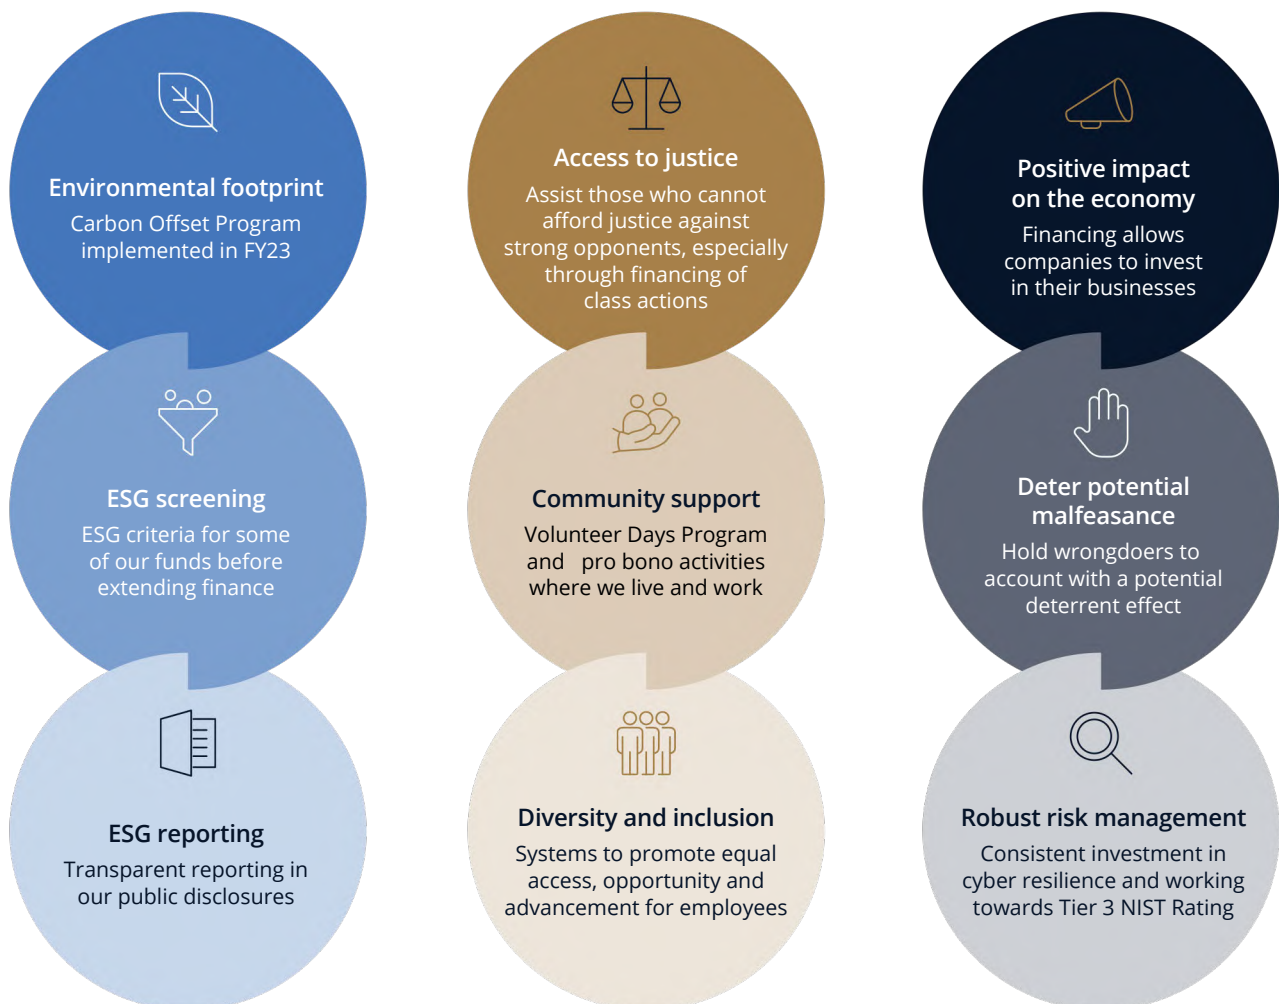 Environmental footprint
Carbon Offset Program
implemented in FY23
ESG screening
ESG criteria for some
of our funds before
extending finance
ESG reporting
Transparent reporting in
our public disclosures
Access to justice
Assist those who cannot
afford justice against
strong opponents, especially
through financing of
class actions
Community support
Volunteer Days Program
and pro bono activities
where we live and work
Diversity and inclusion
Systems to promote equal
access, opportunity and
advancement for employees
Positive impact
on the economy
Financing allows
companies to invest
in their businesses
Deter potential
malfeasance
Hold wrongdoers to
account with a potential
deterrent effect
Robust risk management
Consistent investment in
cyber resilience and working
towards Tier 3 NIST Rating